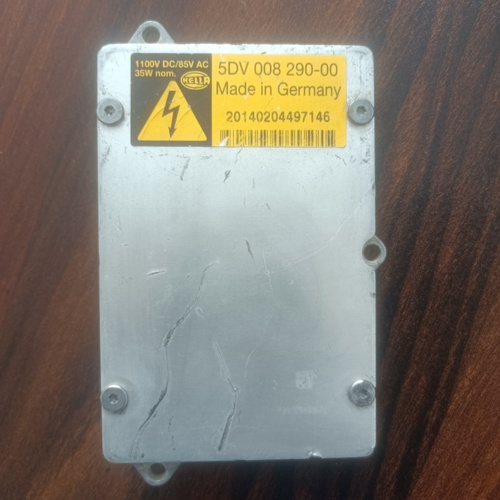 1100V DC/85V AC
35W nom.
HELLA
5DV 008 290-00
Made in Germany
20140204497146